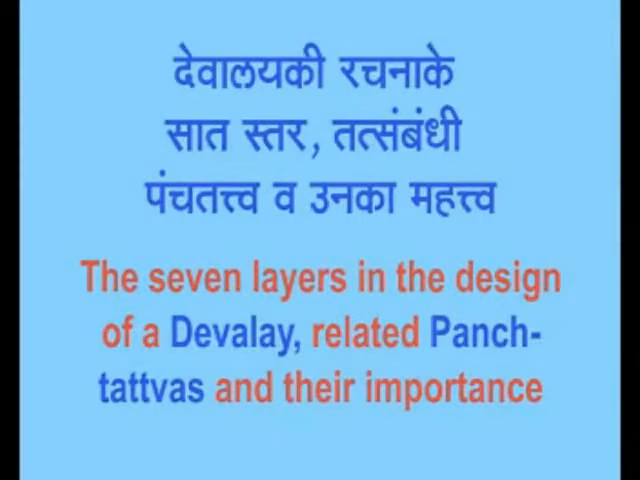 देवालयकी रचनाके
सात स्तर, तत्संबंधी
पंचतत्त्व व उनका महत्त्व
The seven layers in the design
of a Devalay, related Panch-
tattvas and their importance